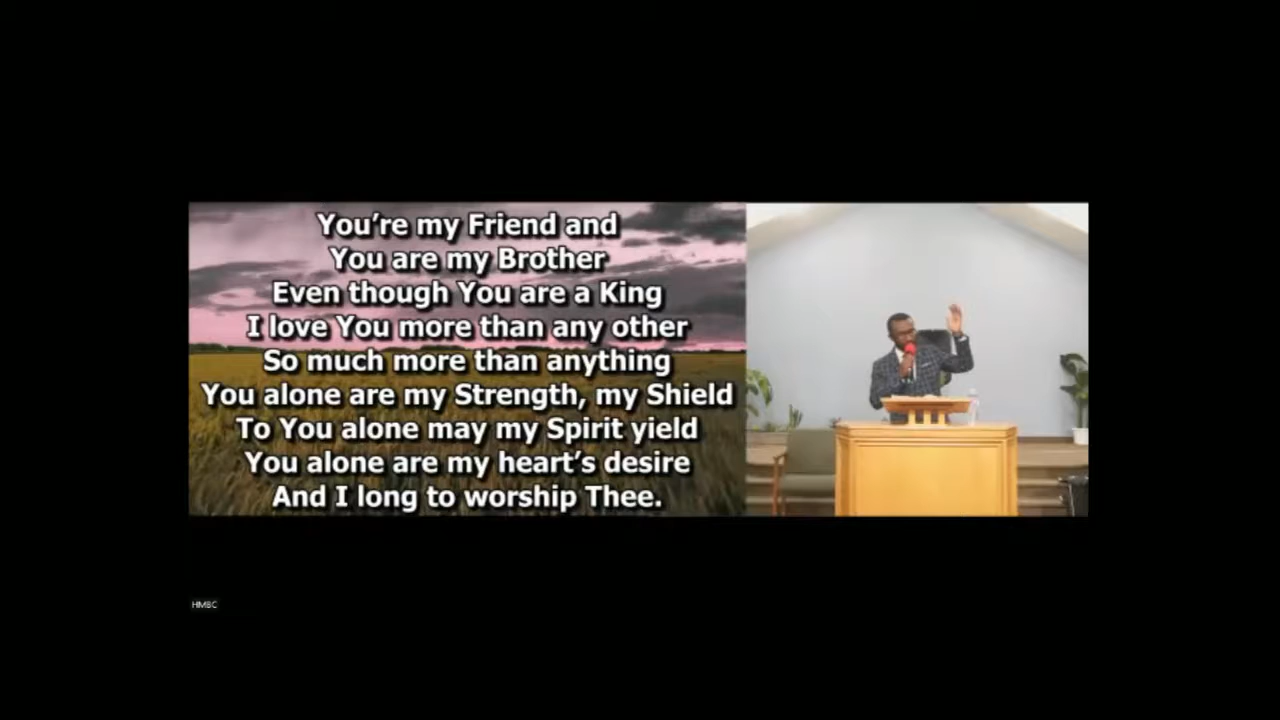 You're my Friend and
You are my Brother
Even though You are a King
I love You more than any other
So much more than anything
You alone are my Strength, my Shield
To You alone may my Spirit yield
You alone are my heart's desire
And I long to worship Thee.
HMBC